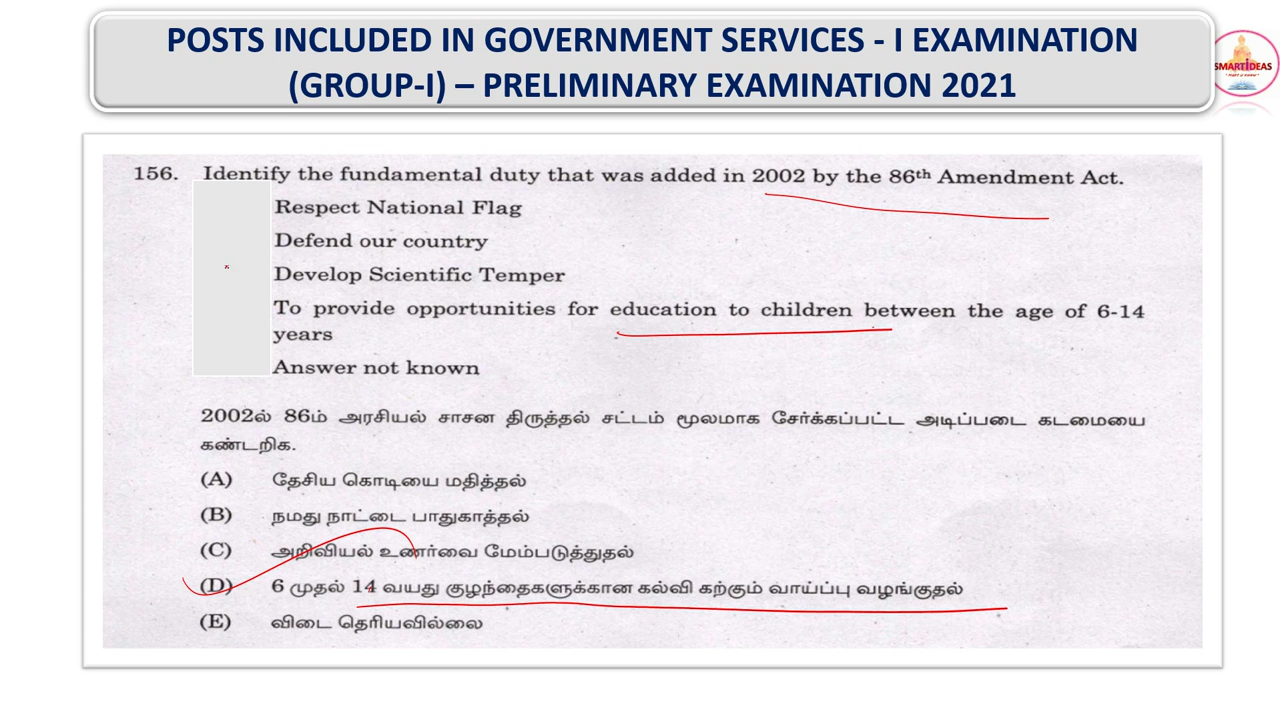 POSTS INCLUDED IN GOVERNMENT SERVICES - I EXAMINATION
(GROUP-I) – PRELIMINARY EXAMINATION 2021
SMARTIDEAS
156. Identify the fundamental duty that was added in 2002 by the 86th Amendment Act.
Respect National Flag
Defend our country
Develop Scientific Temper
To provide opportunities for education to children between the age of 6-14
years
Answer not known
2002ல் 86ம் அரசியல் சாசன திருத்தல் சட்டம் மூலமாக சேர்க்கப்பட்ட அடிப்படை கடமையை
கண்டறிக.
(A) தேசிய கொடியை மதித்தல்
(B) நமது நாட்டை பாதுகாத்தல்
(C) அறிவியல் உணர்வை மேம்படுத்துதல்
(D) 6 முதல் 14 வயது குழந்தைகளுக்கான கல்வி கற்கும் வாய்ப்பு வழங்குதல்
(E) விடை தெரியவில்லை